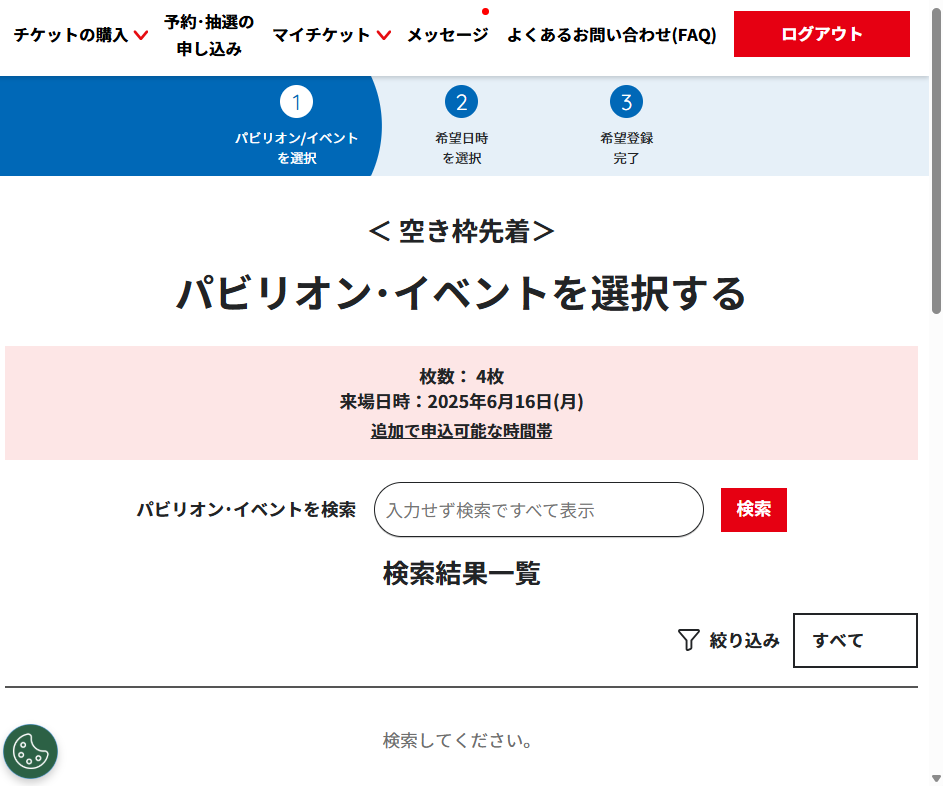 チケットの購入
予約･抽選の
申し込み
マイチケット
メッセージ
よくあるお問い合わせ(FAQ)
ログアウト
1
パビリオン/イベント
を選択
2
希望日時
を選択
3
希望登録
完了
＜ 空き枠先着＞
パビリオン･イベントを選択する
枚数： 4枚
来場日時：2025年6月16日(月)
追加で申込可能な時間帯
パビリオン･イベントを検索
入力せず検索ですべて表示
検索
検索結果一覧
絞り込み
すべて
検索してください。